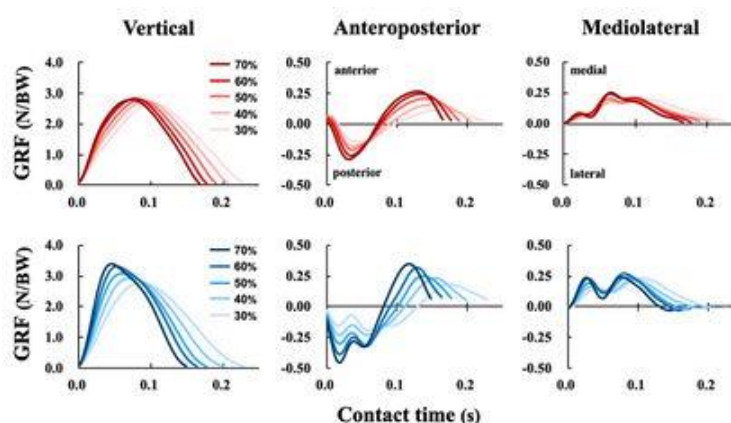 Vertical Anteroposterior Mediolateral
GRF (N/BW)
4.0 0.50 0.50
3.0 0.25 0.25
2.0 0.00 0.00
1.0 -0.25 -0.25
0.0 -0.50 -0.50
70%
60%
50%
40%
30%
anterior
posterior
medial
lateral
0.0 0.1 0.2 0.0 0.1 0.2 0.0 0.1 0.2
GRF (N/BW)
4.0 0.50 0.50
3.0 0.25 0.25
2.0 0.00 0.00
1.0 -0.25 -0.25
0.0 -0.50 -0.50
70%
60%
50%
40%
30%
0.0 0.1 0.2 0.0 0.1 0.2 0.0 0.1 0.2
Contact time (s)